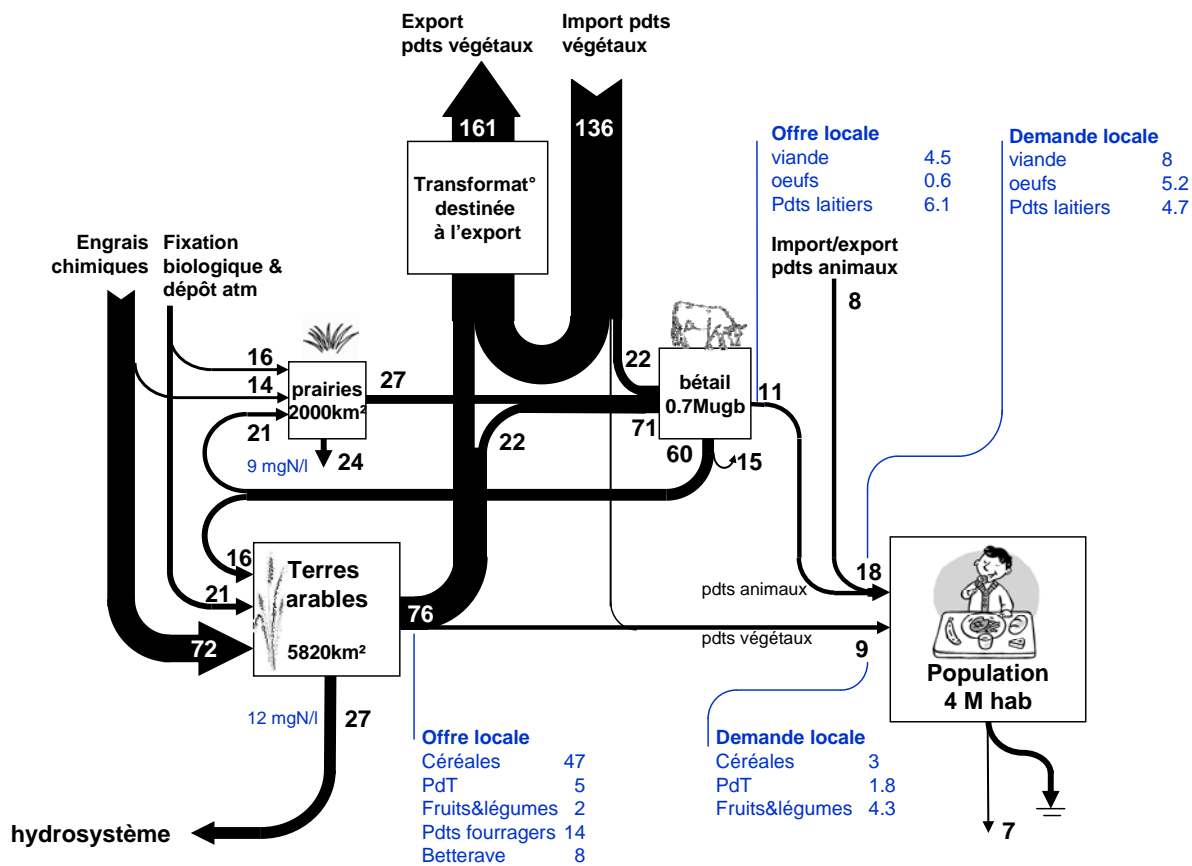 Export
pdts végétaux
Import pdts
végétaux
161
136
Offre locale
viande 4.5
oeufs 0.6
Pdts laitiers 6.1
Demande locale
viande 8
oeufs 5.2
Pdts laitiers 4.7
Transformat°
destinée
à l'export
Engrais
chimiques
Fixation
biologique &
dépôt atm
Import/export
pdts animaux
8
16
14
21
prairies
2000km²
27
22
bétail
0.7Mugb
11
71
22
60
15
9 mgN/l
24
16
21
72
Terres
arables
5820km²
76
18
pdts animaux
pdts végétaux
9
Population
4 M hab
12 mgN/l
27
Offre locale
Céréales 47
PdT 5
Fruits&légumes 2
Pdts fourragers 14
Betterave 8
Demande locale
Céréales 3
PdT 1.8
Fruits&légumes 4.3
hydrosystème
7